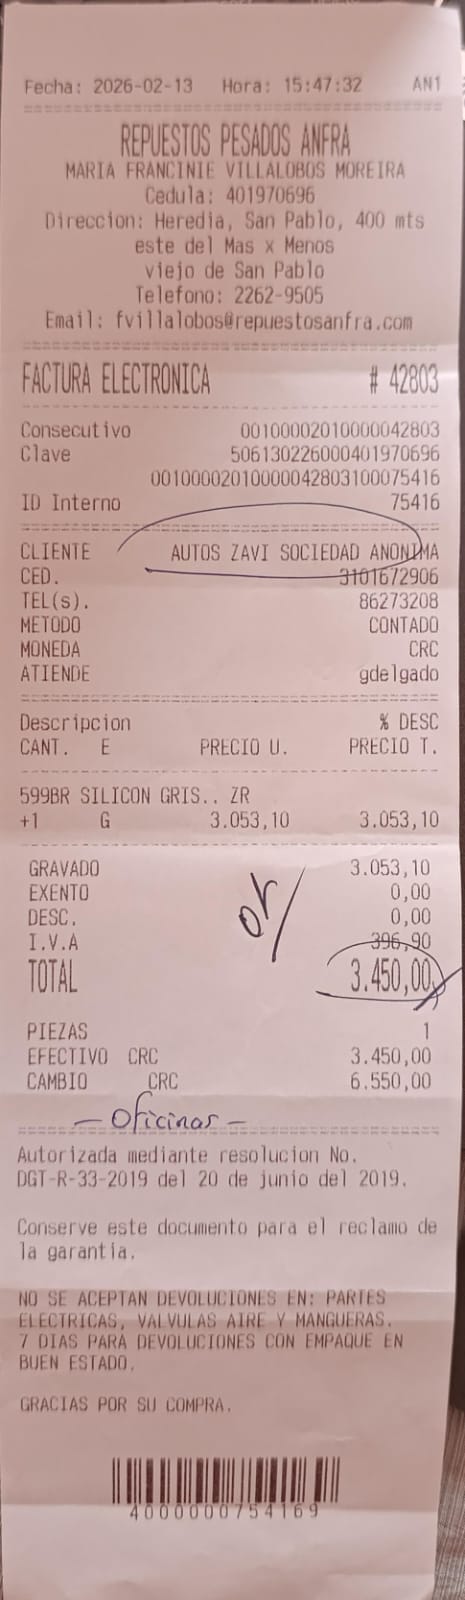 Fecha: 2026-02-13 Hora: 15:47:32 AN1
REPUESTOS PESADOS ANFRA
MARIA FRANCINIE VILLALOBOS MOREIRA
Cedula: 401970696
Direccion: Heredia, San Pablo, 400 mts
este del Mas x Menos
viejo de San Pablo
Telefono: 2262-9505
Email: fvillalobos@repuestosanfra.com
FACTURA ELECTRONICA # 42803
Consecutivo 00100002010000042803
Clave 506130226000401970696
00100002010000042803100075416
ID Interno 75416
CLIENTE AUTOS ZAVI SOCIEDAD ANONIMA
CED. 3101672906
TEL(s). 86273208
METODO CONTADO
MONEDA CRC
ATIENDE gdelgado
Descripcion % DESC
CANT. E PRECIO U. PRECIO T.
599BR SILICON GRIS.. ZR
+1 G 3.053,10 3.053,10
GRAVADO 3.053,10
EXENTO 0,00
DESC. 0,00
I.V.A 396,90
TOTAL 3.450,00
PIEZAS 1
EFECTIVO CRC 3.450,00
CAMBIO CRC 6.550,00
- Oficinas -
Autorizada mediante resolucion No.
DGT-R-33-2019 del 20 de junio del 2019.
Conserve este documento para el reclamo de
la garantia.
NO SE ACEPTAN DEVOLUCIONES EN: PARTES
ELECTRICAS, VALVULAS AIRE Y MANGUERAS.
7 DIAS PARA DEVOLUCIONES CON EMPAQUE EN
BUEN ESTADO.
GRACIAS POR SU COMPRA.
4000000754169